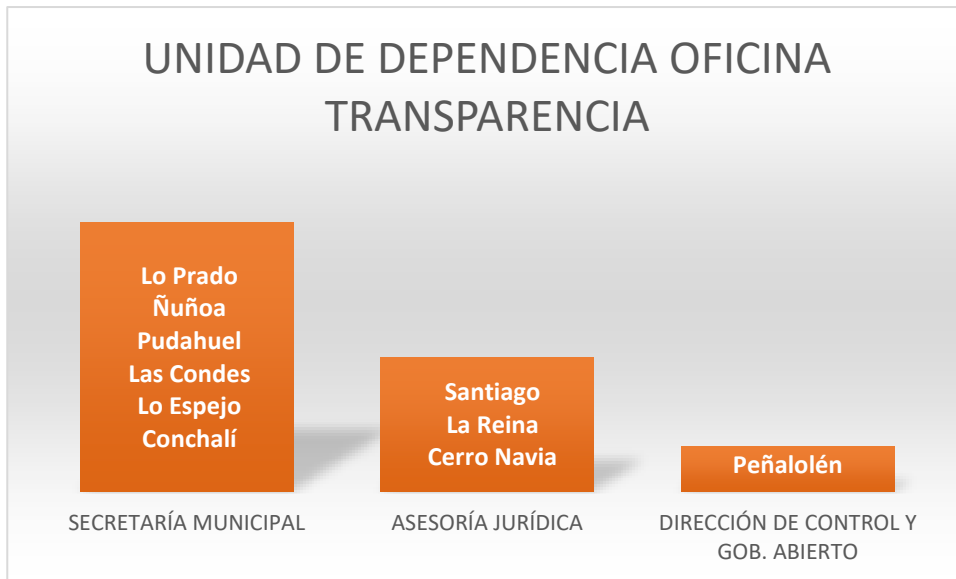 UNIDAD DE DEPENDENCIA OFICINA
TRANSPARENCIA
Lo Prado
Ñuñoa
Pudahuel
Las Condes
Lo Espejo
Conchalí
Santiago
La Reina
Cerro Navia
Peñalolén
SECRETARÍA MUNICIPAL
ASESORÍA JURÍDICA
DIRECCIÓN DE CONTROL Y
GOB. ABIERTO